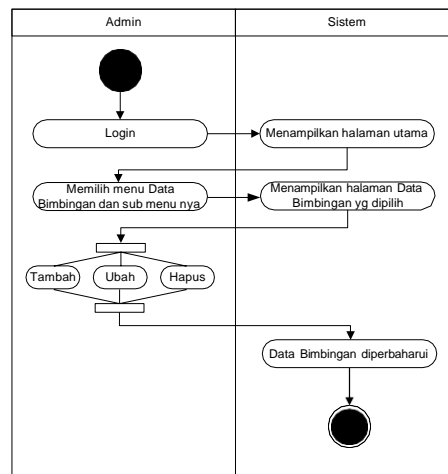 Admin
Sistem
Login
Menampilkan halaman utama
Memilih menu Data
Bimbingan dan sub menu nya
Menampilkan halaman Data
Bimbingan yg dipilih
Tambah
Ubah
Hapus
Data Bimbingan diperbaharui